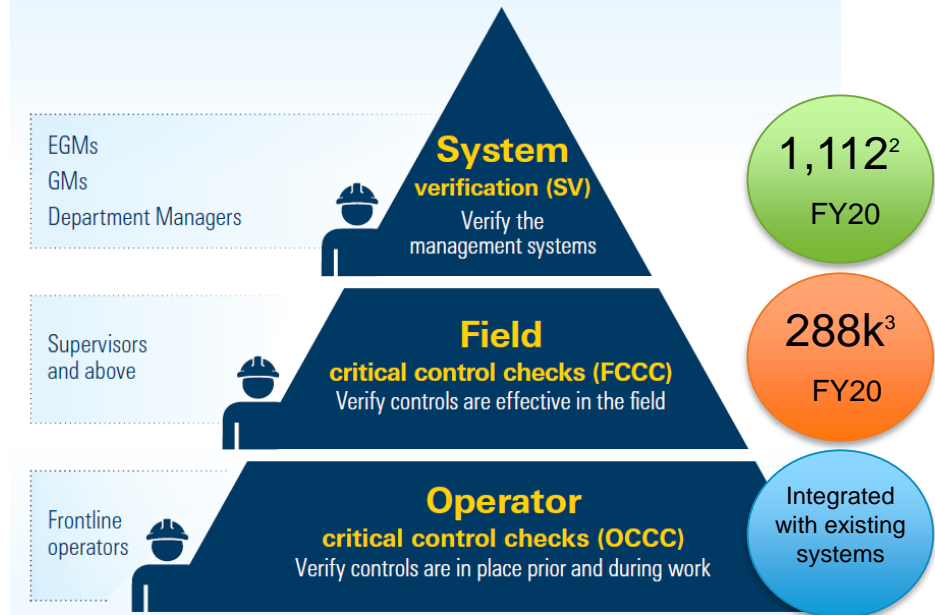 EGMs
GMs
Department Managers
System
verification (SV)
Verify the
management systems
1,112²
FY20
Supervisors
and above
Field
critical control checks (FCCC)
Verify controls are effective in the field
288k³
FY20
Frontline
operators
Operator
critical control checks (OCCC)
Verify controls are in place prior and during work
Integrated
with existing
systems